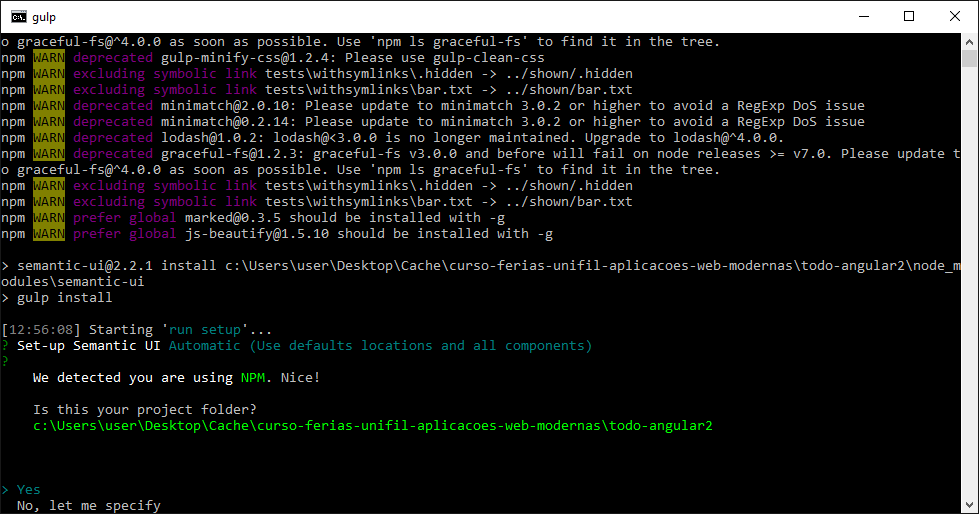 gulp
o graceful-fs@^4.0.0 as soon as possible. Use 'npm ls graceful-fs' to find it in the tree.
npm WARN deprecated gulp-minify-css@1.2.4: Please use gulp-clean-css
npm WARN excluding symbolic link tests\withsymlinks\.hidden -> ../shown/.hidden
npm WARN excluding symbolic link tests\withsymlinks\bar.txt -> ../shown/bar.txt
npm WARN deprecated minimatch@2.0.10: Please update to minimatch 3.0.2 or higher to avoid a RegExp DoS issue
npm WARN deprecated minimatch@0.2.14: Please update to minimatch 3.0.2 or higher to avoid a RegExp DoS issue
npm WARN deprecated lodash@1.0.2: lodash@<3.0.0 is no longer maintained. Upgrade to lodash@^4.0.0.
npm WARN deprecated graceful-fs@1.2.3: graceful-fs v3.0.0 and before will fail on node releases >= v7.0. Please update t
o graceful-fs@^4.0.0 as soon as possible. Use 'npm ls graceful-fs' to find it in the tree.
npm WARN excluding symbolic link tests\withsymlinks\.hidden -> ../shown/.hidden
npm WARN excluding symbolic link tests\withsymlinks\bar.txt -> ../shown/bar.txt
npm WARN prefer global marked@0.3.5 should be installed with -g
npm WARN prefer global js-beautify@1.5.10 should be installed with -g
> semantic-ui@2.2.1 install c:\Users\user\Desktop\Cache\curso-ferias-unifil-aplicacoes-web-modernas\todo-angular2\node_m
odules\semantic-ui
> gulp install
[12:56:08] Starting 'run setup'...
? Set-up Semantic UI Automatic (Use defaults locations and all components)
?
We detected you are using NPM. Nice!
Is this your project folder?
c:\Users\user\Desktop\Cache\curso-ferias-unifil-aplicacoes-web-modernas\todo-angular2
> Yes
No, let me specify